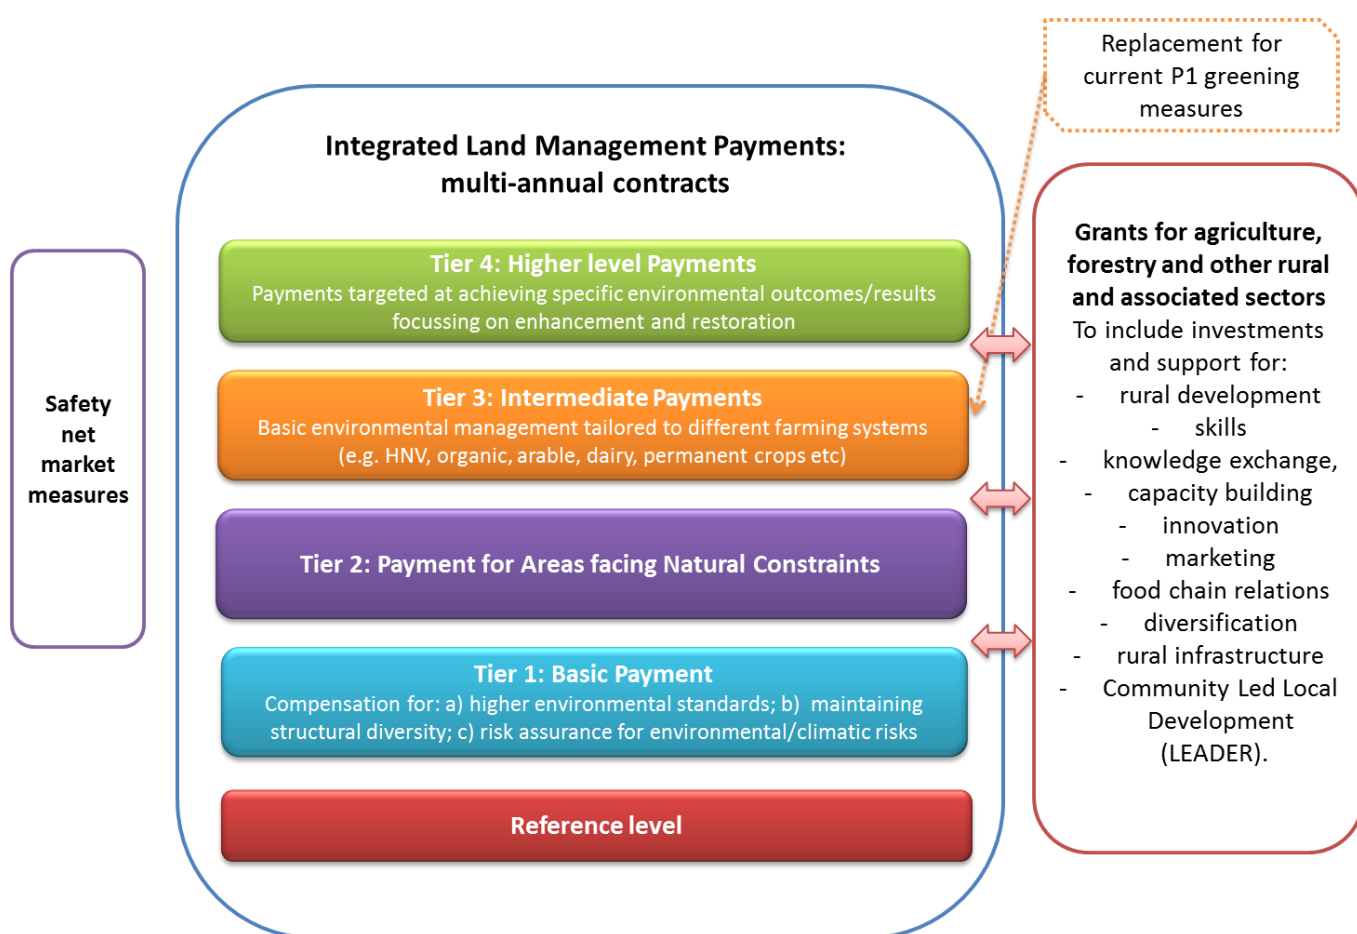 Replacement for
current P1 greening
measures
Integrated Land Management Payments:
multi-annual contracts
Tier 4: Higher level Payments
Payments targeted at achieving specific environmental outcomes/results
focussing on enhancement and restoration
Tier 3: Intermediate Payments
Basic environmental management tailored to different farming systems
(e.g. HNV, organic, arable, dairy, permanent crops etc)
Tier 2: Payment for Areas facing Natural Constraints
Tier 1: Basic Payment
Compensation for: a) higher environmental standards; b) maintaining
structural diversity; c) risk assurance for environmental/climatic risks
Reference level
Safety
net
market
measures
Grants for agriculture,
forestry and other rural
and associated sectors
To include investments
and support for:
- rural development
- skills
- knowledge exchange,
- capacity building
- innovation
- marketing
- food chain relations
- diversification
- rural infrastructure
- Community Led Local
Development
(LEADER).